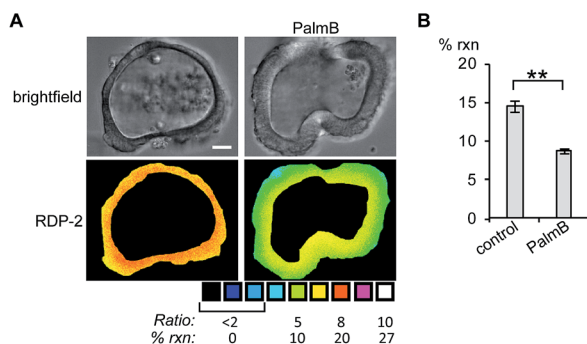 A
PalmB
brightfield
RDP-2
Ratio: <2 5 8 10
% rxn: 0 10 20 27
B
% rxn
20
15
10
5
0
**
control
PalmB